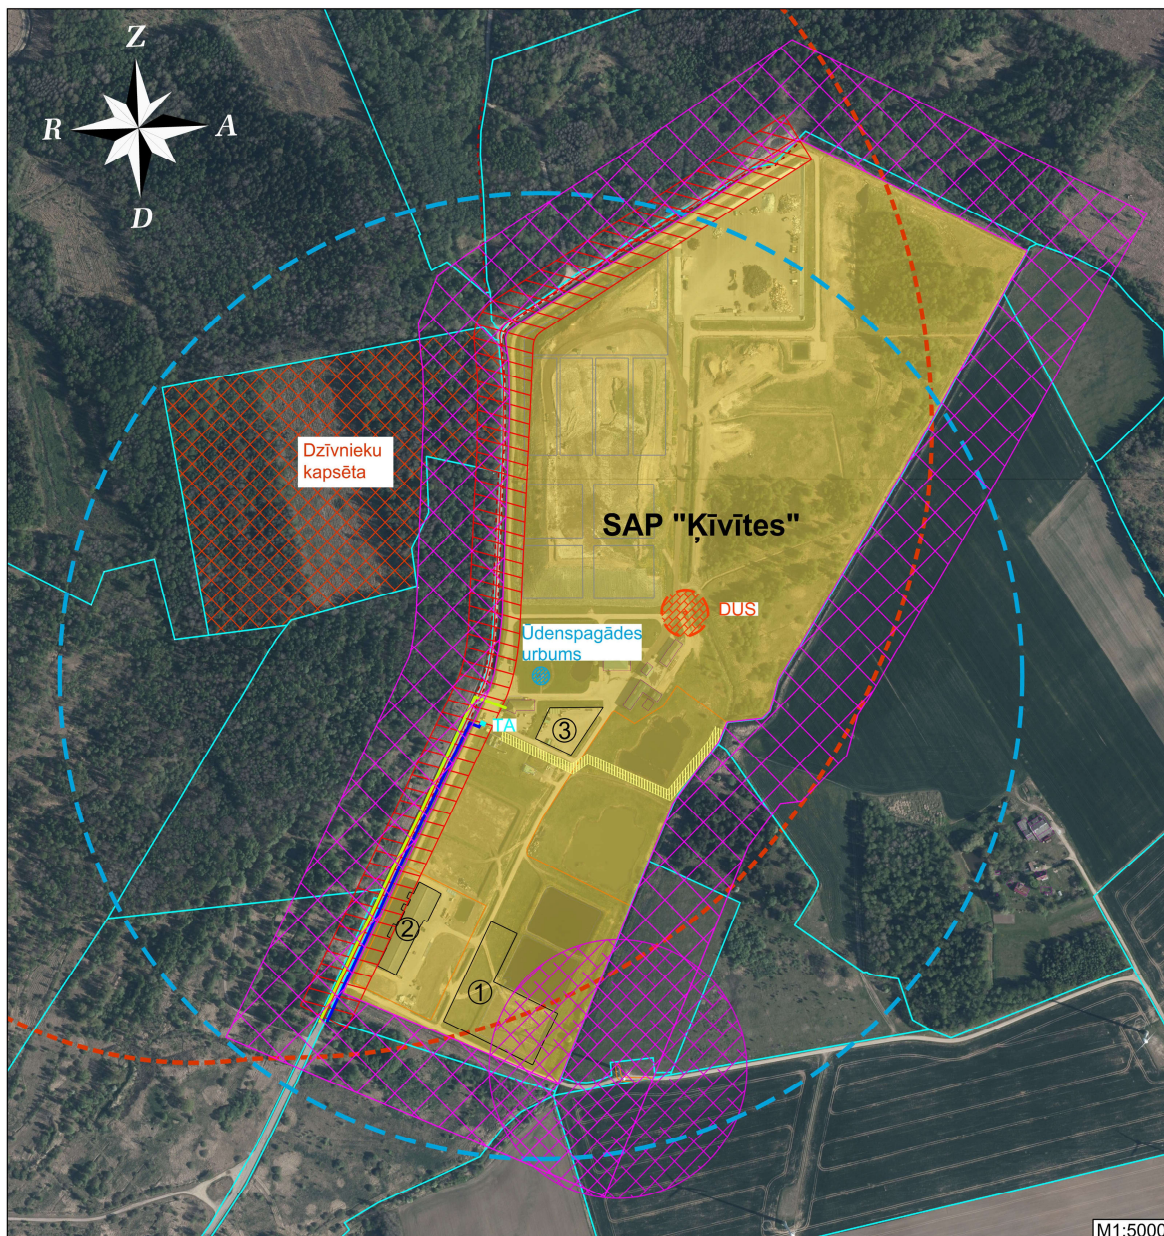 Z
R
A
D
Dzīvnieku
kapsēta
SAP "Ķīvītes"
DUS
Ūdenspagādes
urbums
TA
③
②
①
M1:5000